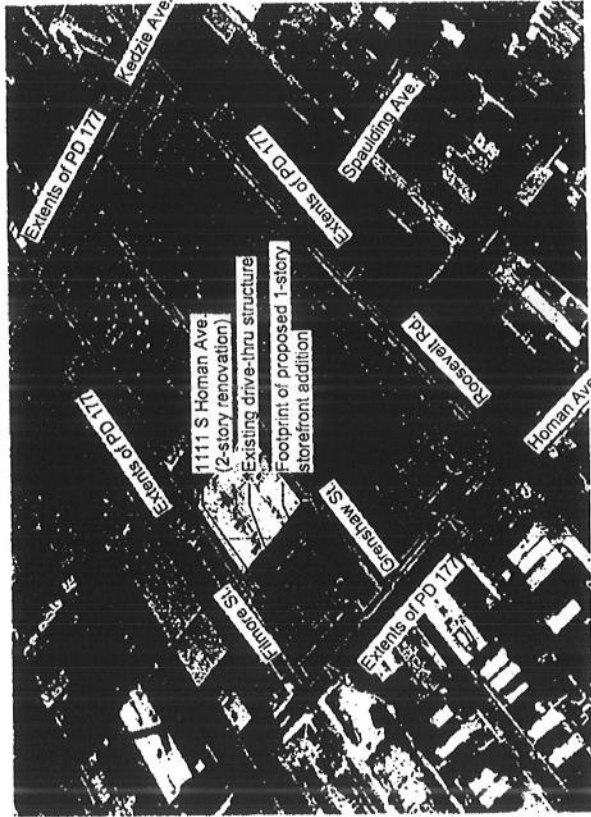 Kedzie Ave.
Extents of PD 177
Extents of PD 177
Spaulding Ave.
Extents of PD 177
1111 S Homan Ave.
(2-story renovation)
Existing drive-thru structure
Footprint of proposed 1-story
storefront addition
Roosevelt Rd.
Homan Ave.
Grenshaw St.
Filmore St.
Extents of PD 177